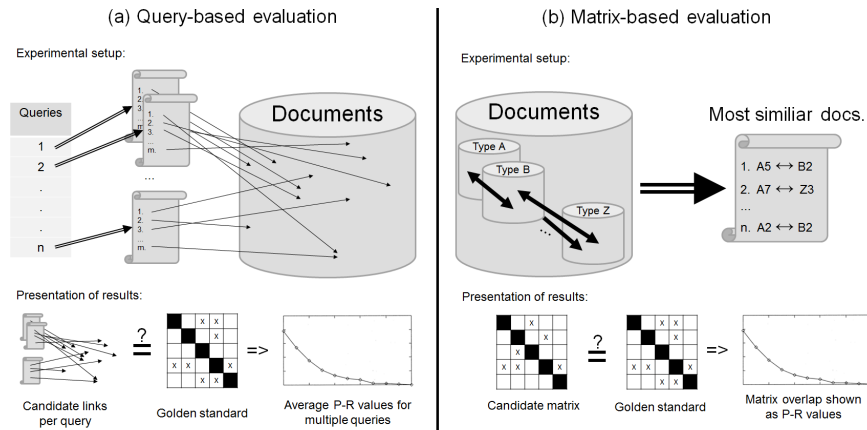 (a) Query-based evaluation
Experimental setup:
Queries
1
2
.
.
.
n
1.
2.
3.
m.
1.
2.
3.
...
m.
...
1.
2.
3.
...
m.
Documents
Presentation of results:
?
=
x x
x
x
x x
x x
=>
Candidate links
per query
Golden standard
Average P-R values for
multiple queries
(b) Matrix-based evaluation
Experimental setup:
Documents
Type A
Type B
Type Z
...
Most similiar docs.
1. A5 ↔ B2
2. A7 ↔ Z3
...
n. A2 ↔ B2
Presentation of results:
?
=
=>
Candidate matrix
Golden standard
Matrix overlap shown
as P-R values